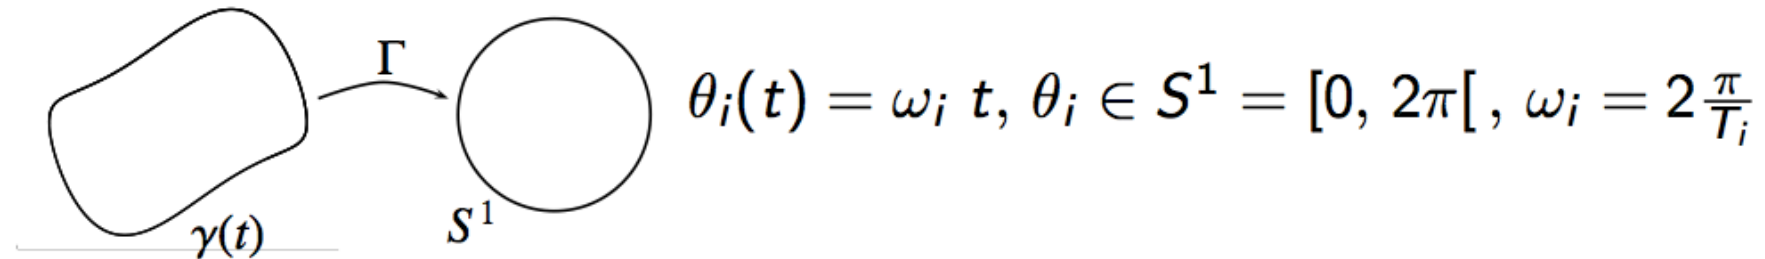 Γ
θᵢ(t) = ωᵢ t, θᵢ ∈ S¹ = [0, 2π[ , ωᵢ = 2 π/Tᵢ
S¹
γ(t)